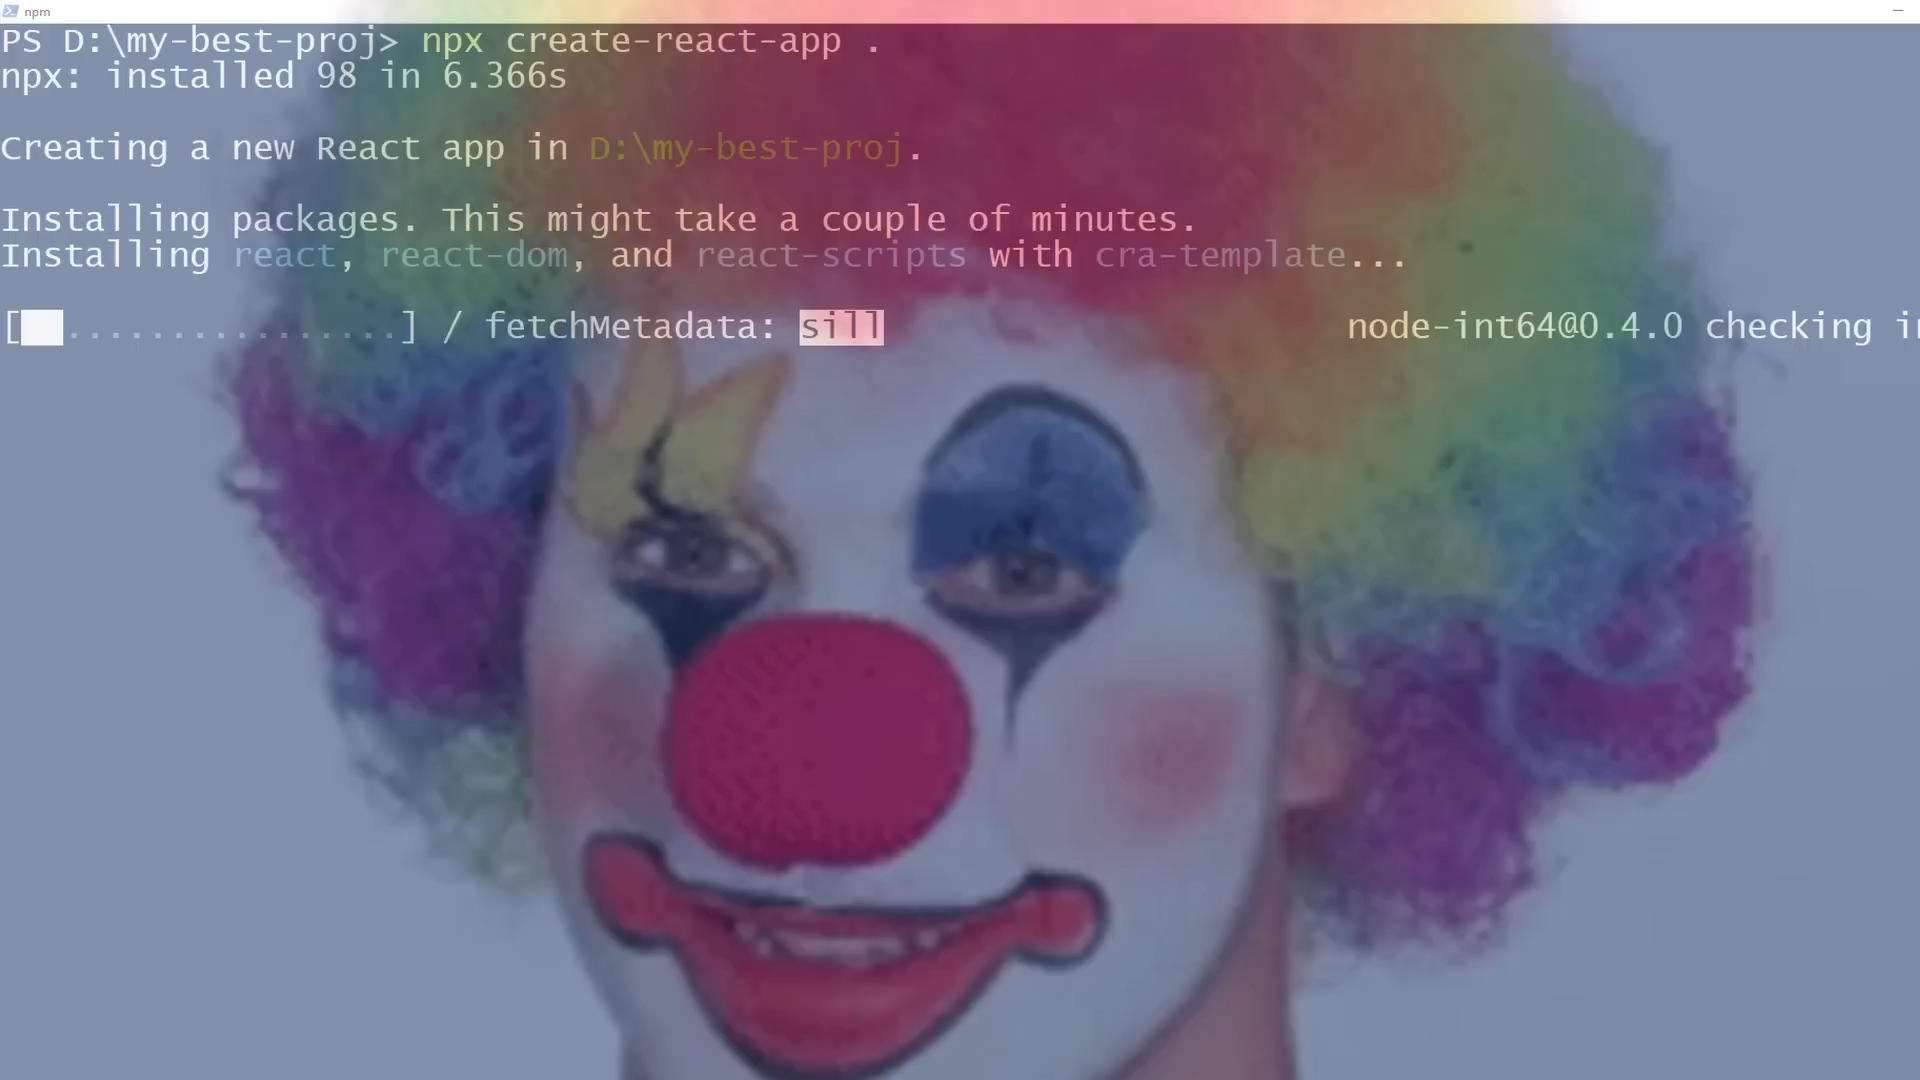 npm
PS D:\my-best-proj> npx create-react-app .
npx: installed 98 in 6.366s
Creating a new React app in D:\my-best-proj.
Installing packages. This might take a couple of minutes.
Installing react, react-dom, and react-scripts with cra-template...
[  ................] / fetchMetadata: sill node-int64@0.4.0 checking